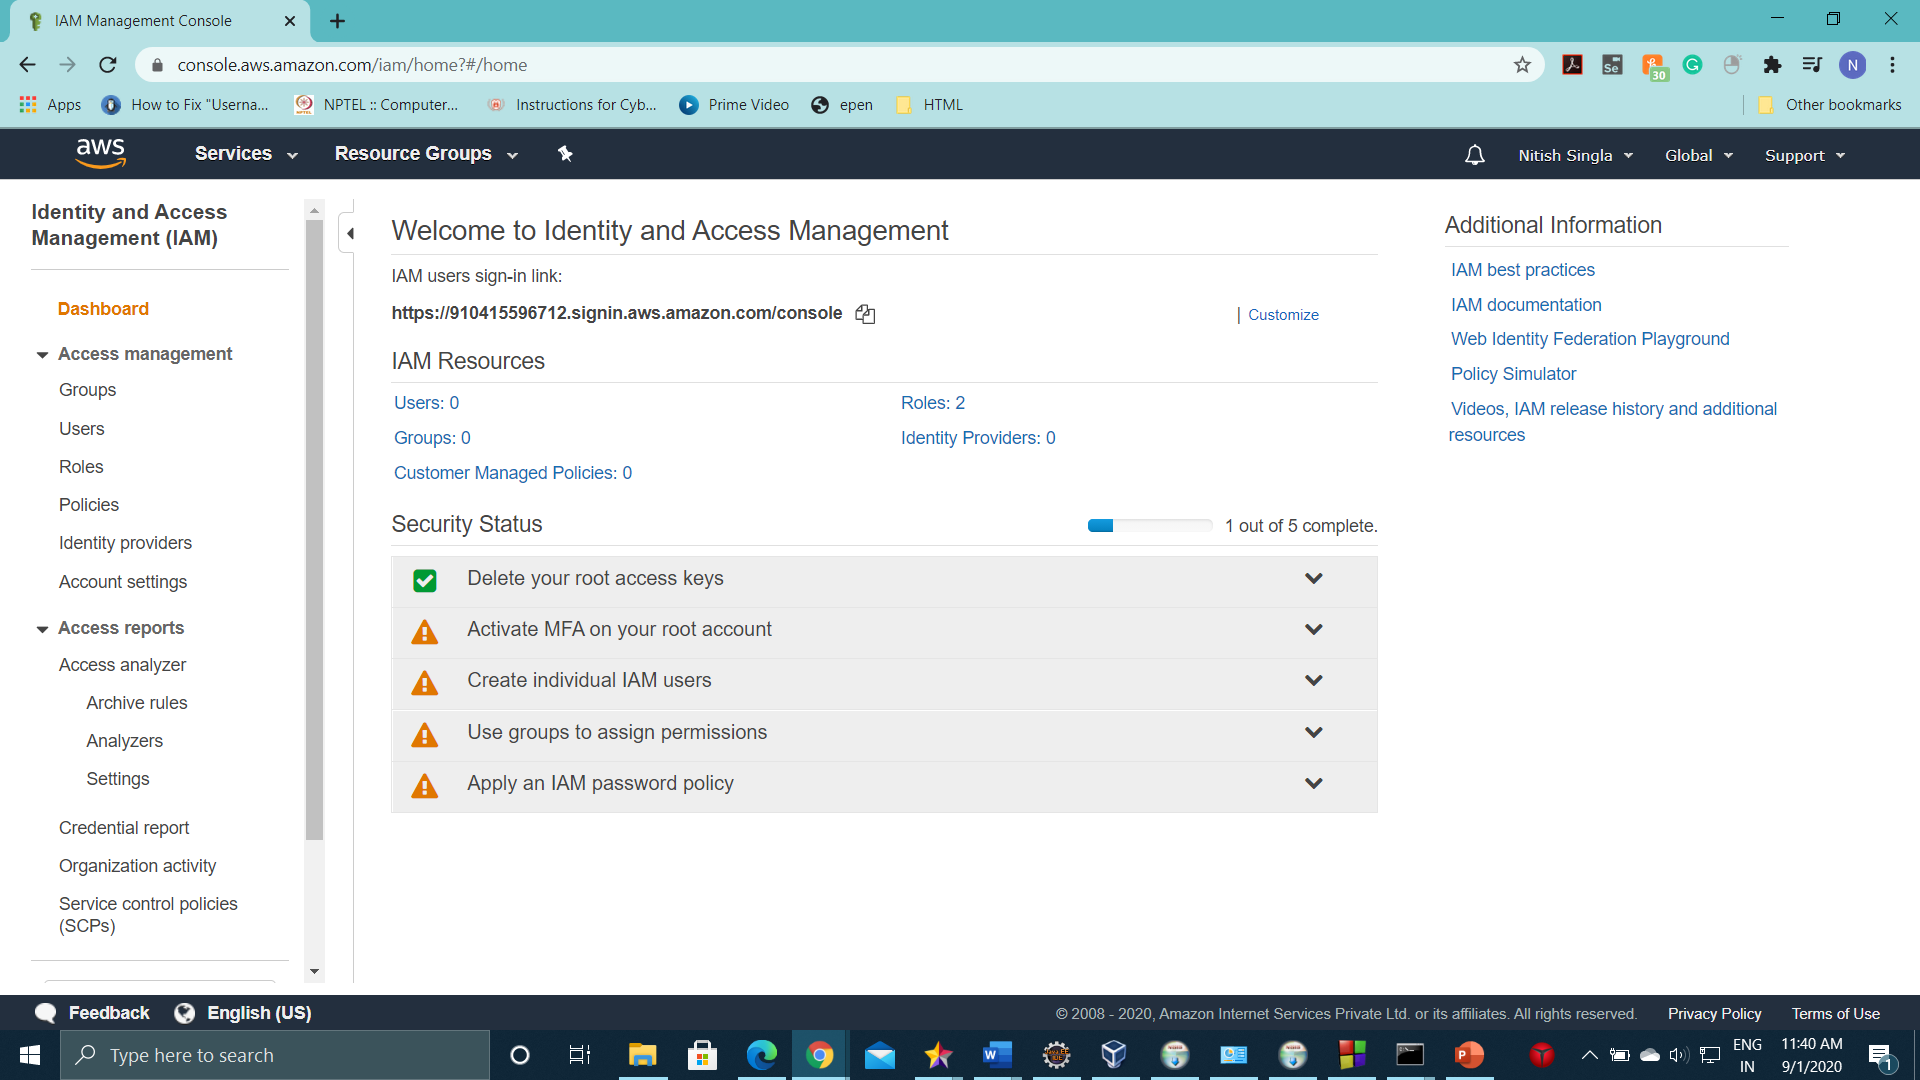 IAM Management Console
console.aws.amazon.com/iam/home?#/home
Se
30
G
N
Apps
How to Fix "Userna...
NPTEL :: Computer...
Instructions for Cyb...
Prime Video
epen
HTML
Other bookmarks
aws
Services
Resource Groups
Nitish Singla
Global
Support
Identity and Access
Management (IAM)
Dashboard
Access management
Groups
Users
Roles
Policies
Identity providers
Account settings
Access reports
Access analyzer
Archive rules
Analyzers
Settings
Credential report
Organization activity
Service control policies
(SCPs)
Welcome to Identity and Access Management
IAM users sign-in link:
https://910415596712.signin.aws.amazon.com/console
| Customize
IAM Resources
Users: 0
Roles: 2
Groups: 0
Identity Providers: 0
Customer Managed Policies: 0
Security Status
1 out of 5 complete.
Delete your root access keys
Activate MFA on your root account
Create individual IAM users
Use groups to assign permissions
Apply an IAM password policy
Additional Information
IAM best practices
IAM documentation
Web Identity Federation Playground
Policy Simulator
Videos, IAM release history and additional
resources
Feedback
English (US)
© 2008 - 2020, Amazon Internet Services Private Ltd. or its affiliates. All rights reserved.
Privacy Policy
Terms of Use
Type here to search
ENG
IN
11:40 AM
9/1/2020
1